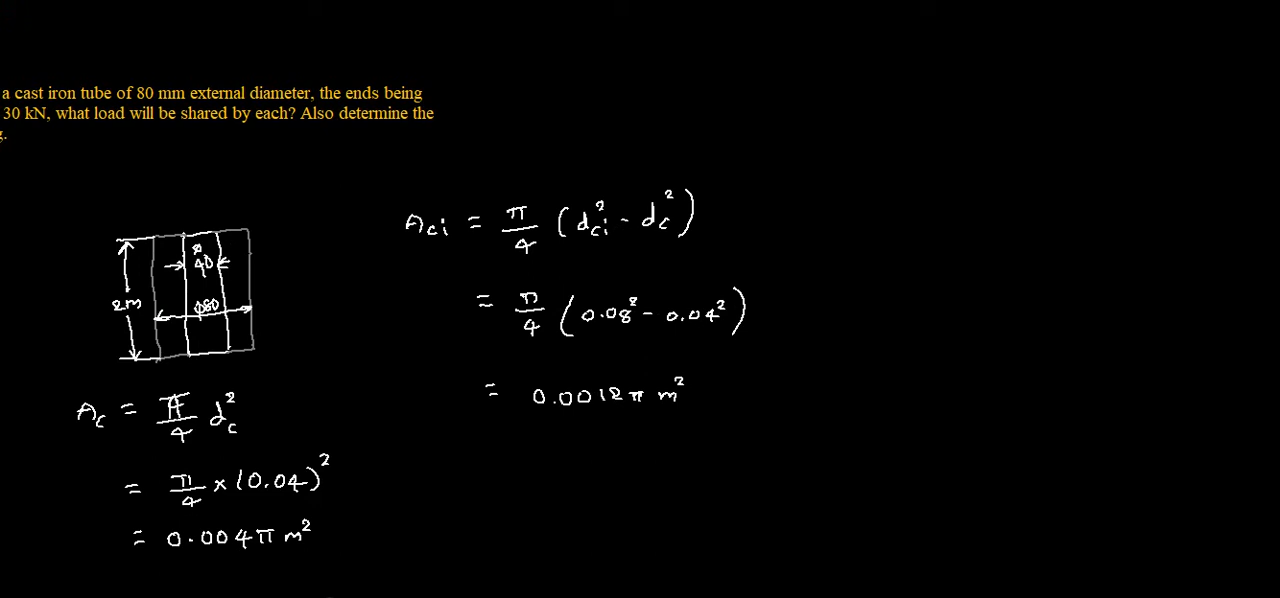 a cast iron tube of 80 mm external diameter, the ends being
30 kN, what load will be shared by each? Also determine the
g.
A_ci = π/4 (d_ci² - d_c²)
= π/4 (0.08² - 0.04²)
= 0.0012π m²
40
2m
φ80
A_c = π/4 d_c²
= π/4 × (0.04)²
= 0.004π m²